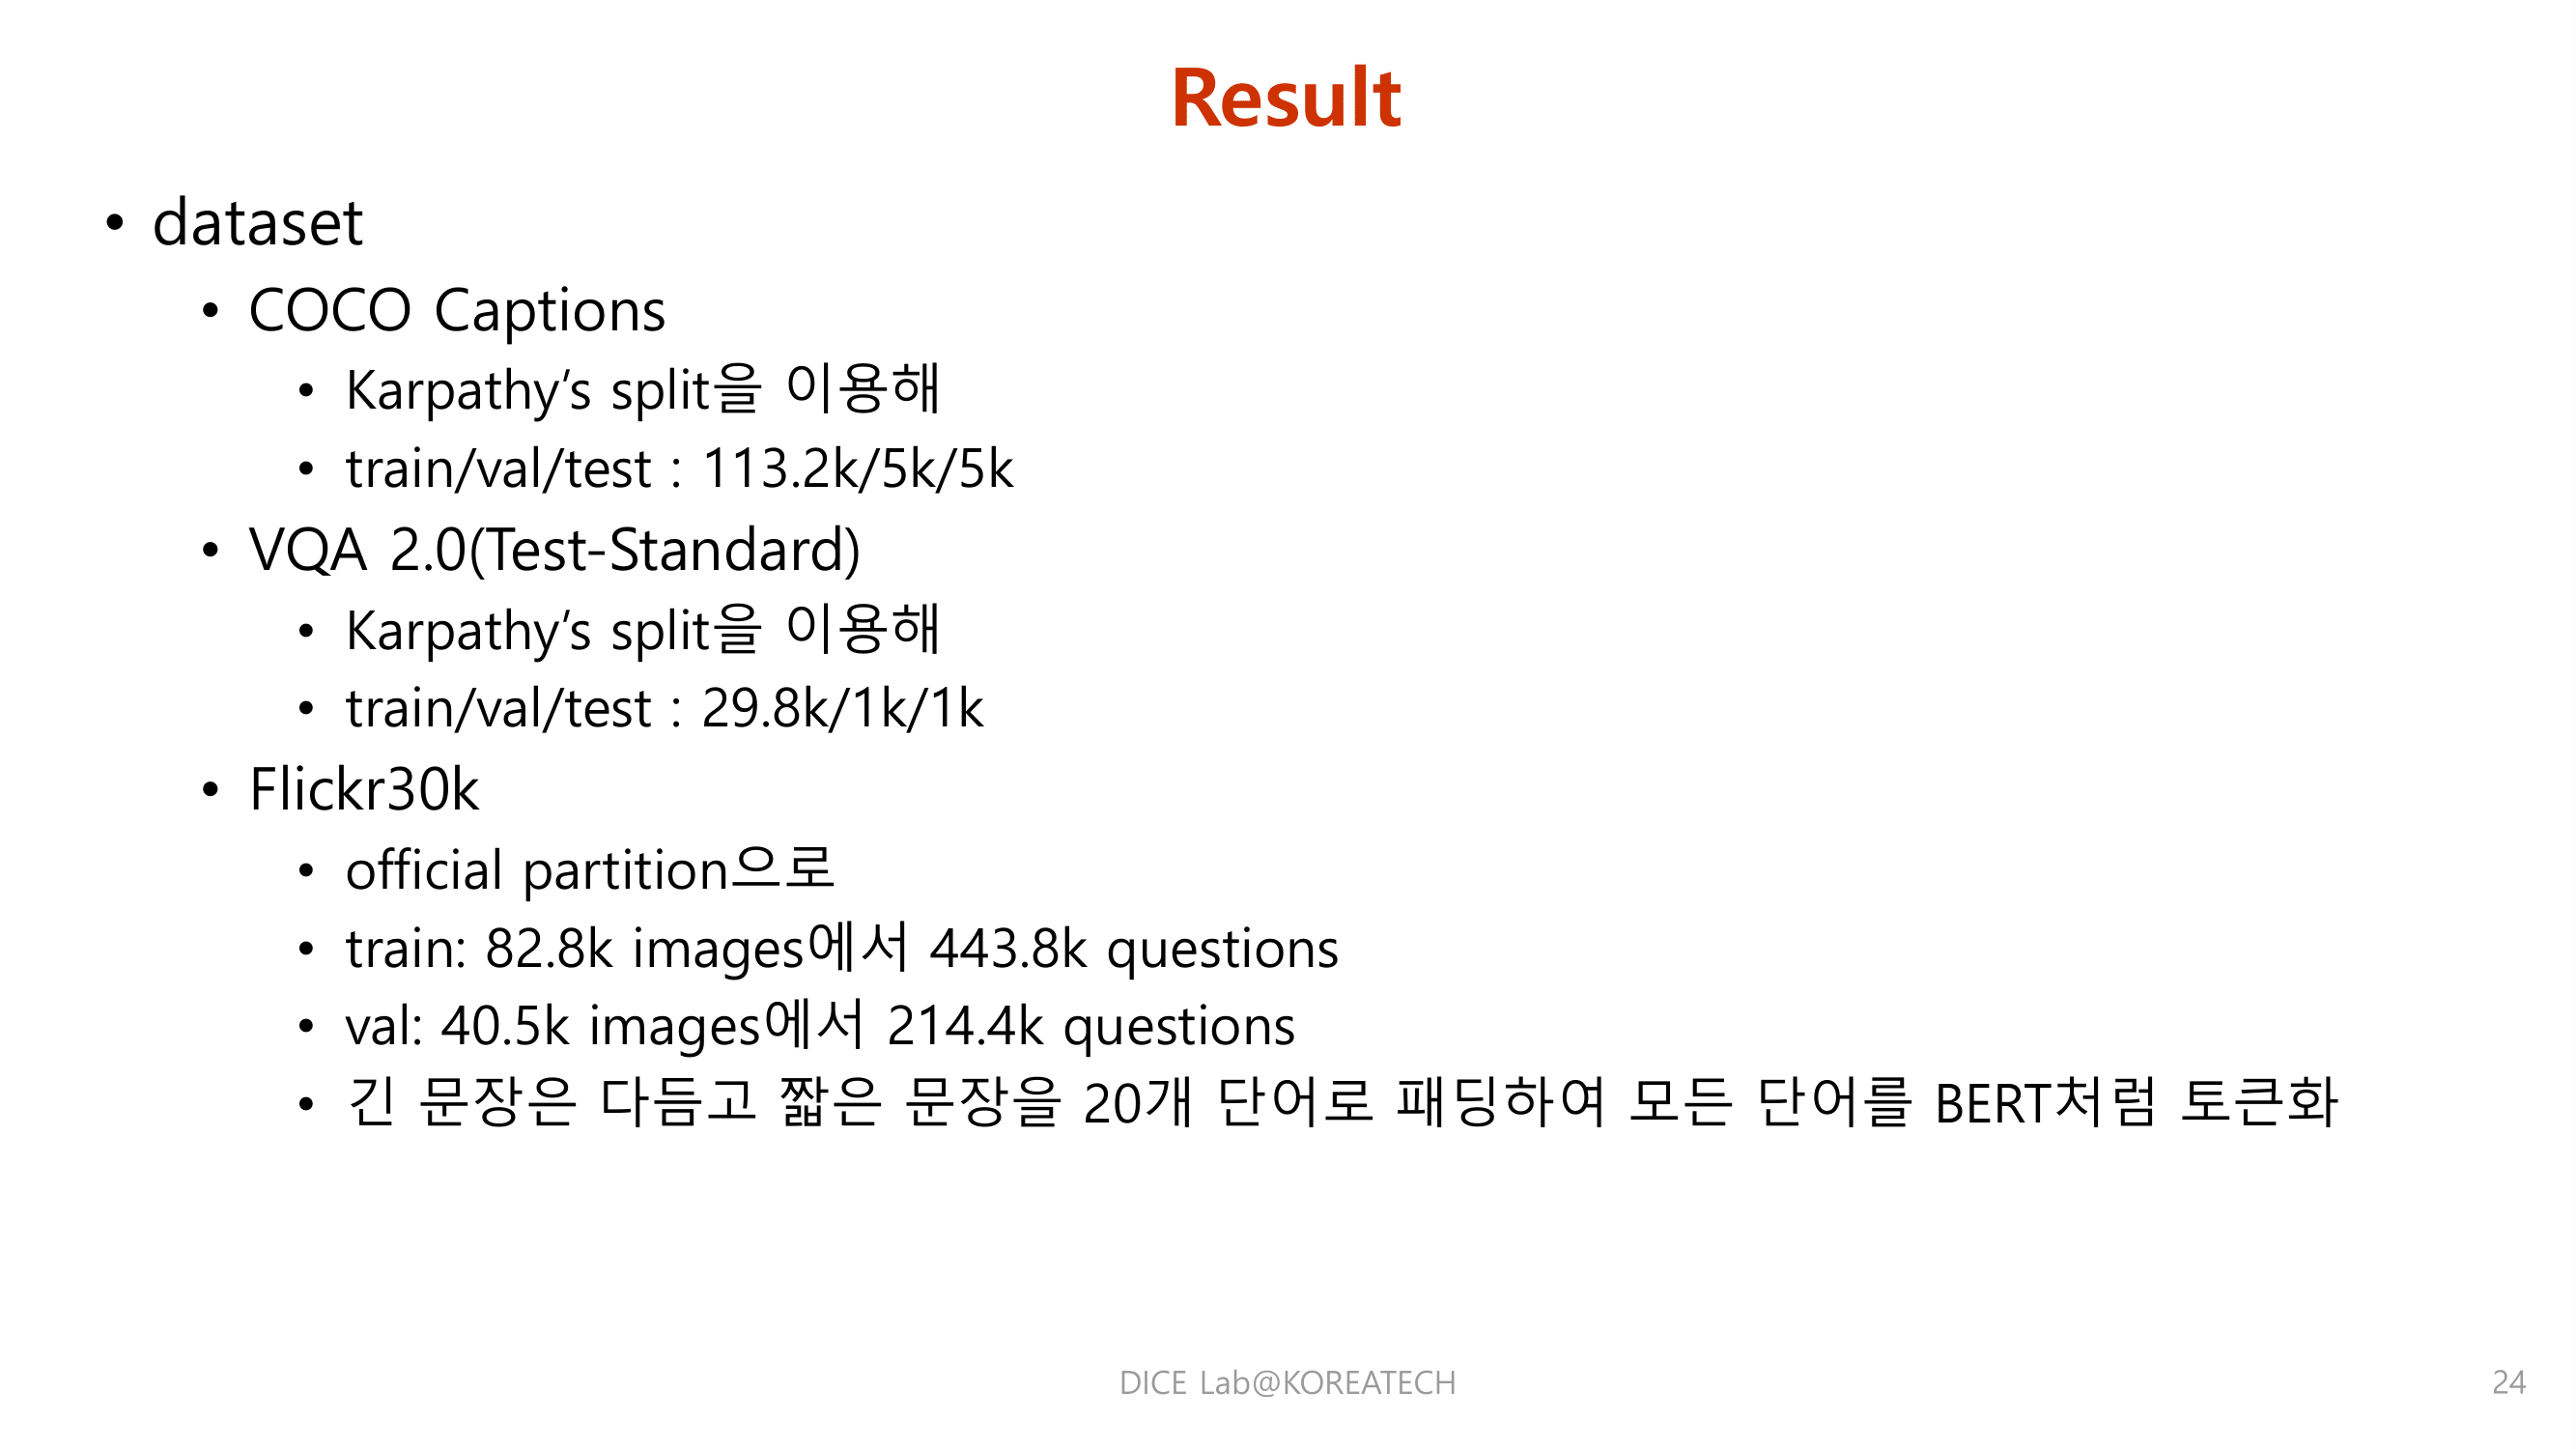 Result
• dataset
• COCO Captions
• Karpathy’s split을 이용해
• train/val/test : 113.2k/5k/5k
• VQA 2.0(Test-Standard)
• Karpathy’s split을 이용해
• train/val/test : 29.8k/1k/1k
• Flickr30k
• official partition으로
• train: 82.8k images에서 443.8k questions
• val: 40.5k images에서 214.4k questions
• 긴 문장은 다듬고 짧은 문장을 20개 단어로 패딩하여 모든 단어를 BERT처럼 토큰화
DICE Lab@KOREATECH
24